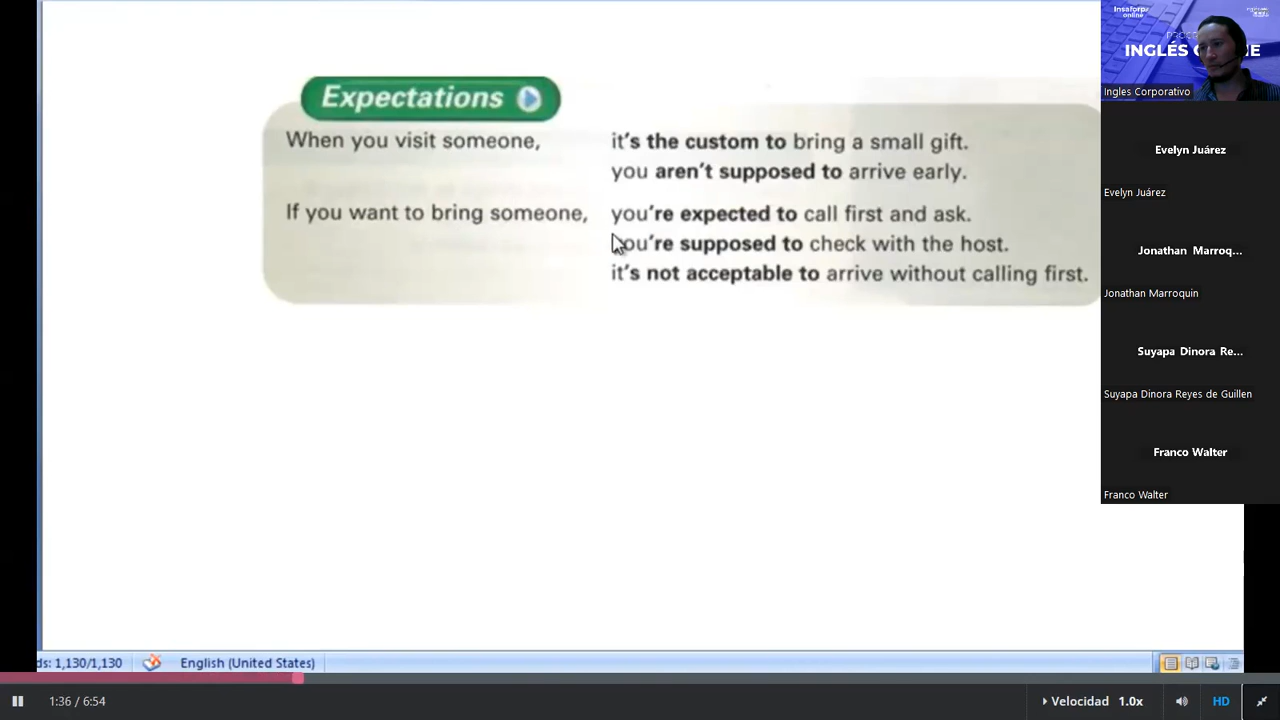 Expectations
When you visit someone, it's the custom to bring a small gift.
you aren't supposed to arrive early.
If you want to bring someone, you're expected to call first and ask.
you're supposed to check with the host.
it's not acceptable to arrive without calling first.
Insaforp
online
INGLÉS
Ingles Corporativo
Evelyn Juárez
Evelyn Juárez
Jonathan Marroq...
Jonathan Marroquin
Suyapa Dinora Re...
Suyapa Dinora Reyes de Guillen
Franco Walter
Franco Walter
ds: 1,130/1,130 English (United States)
1:36 / 6:54 Velocidad 1.0x HD